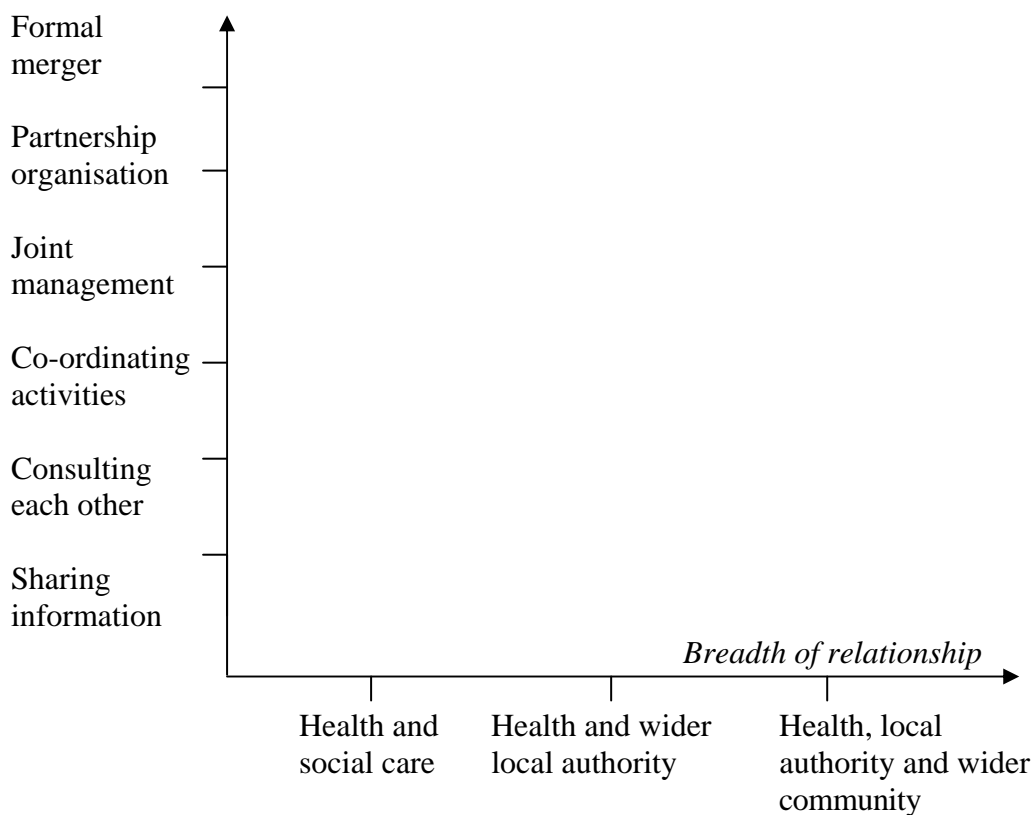 Formal
merger
Partnership
organisation
Joint
management
Co-ordinating
activities
Consulting
each other
Sharing
information
Breadth of relationship
Health and
social care
Health and wider
local authority
Health, local
authority and wider
community